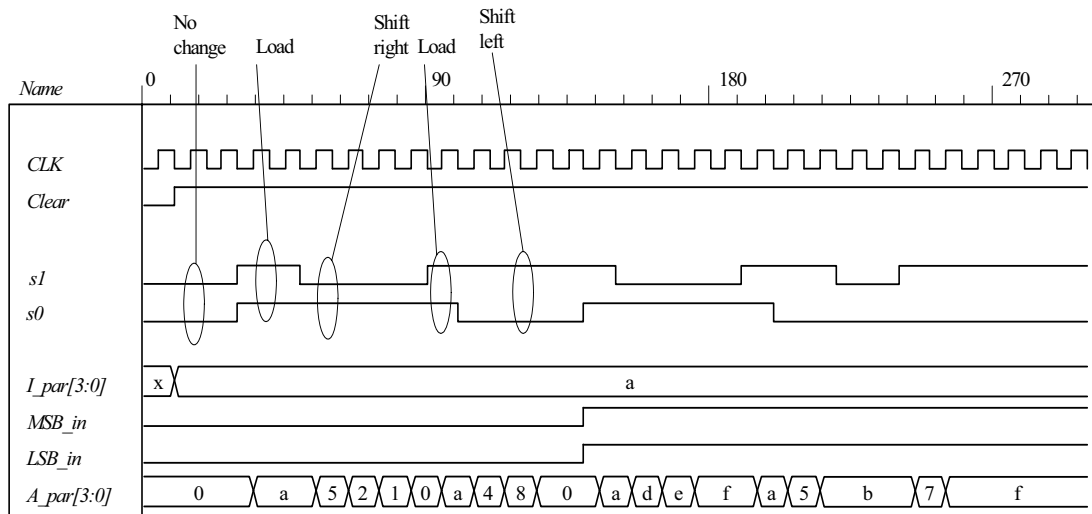 No change
Load
Shift right
Load
Shift left
Name
0 90 180 270
CLK
Clear
s1
s0
I_par[3:0] x a
MSB_in
LSB_in
A_par[3:0] 0 a 5 2 1 0 a 4 8 0 a d e f a 5 b 7 f